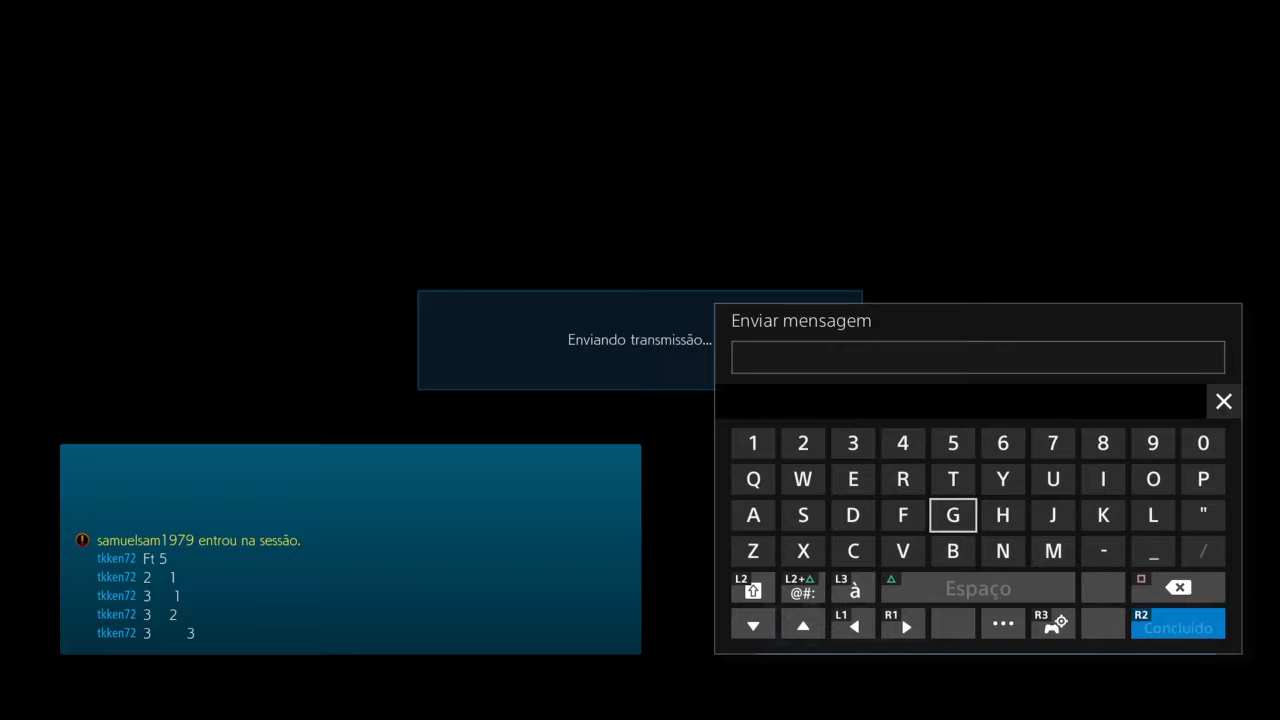 Enviando transmissão...
Enviar mensagem
1 2 3 4 5 6 7 8 9 0
Q W E R T Y U I O P
A S D F G H J K L "
Z X C V B N M - _ /
L2 L2+△ @#: L3 à △ Espaço □
L1 R1 ... R3 R2 Concluído
samuelsam1979 entrou na sessão.
tkken72 Ft 5
tkken72 2 1
tkken72 3 1
tkken72 3 2
tkken72 3 3